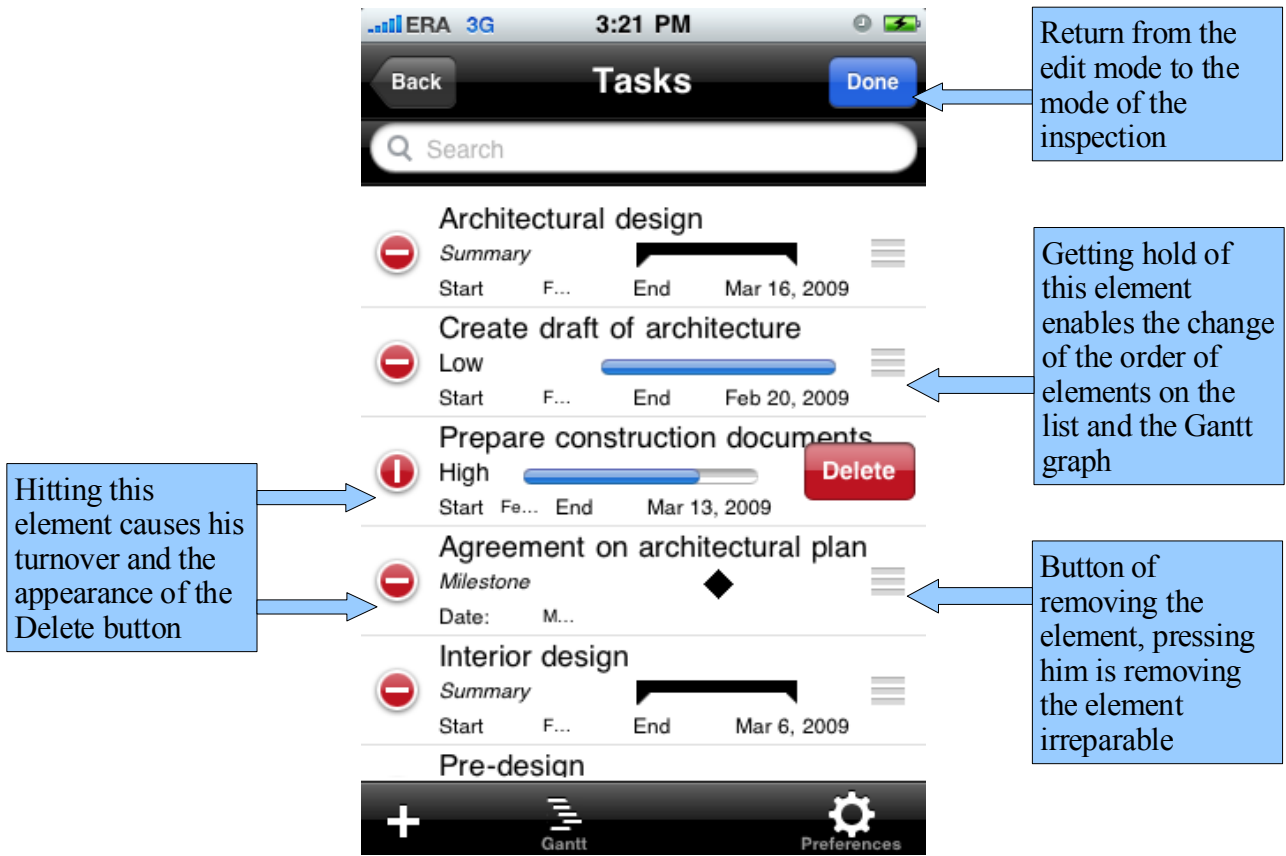 ERA 3G 3:21 PM
Back Tasks Done
Search
Architectural design
Summary
Start F... End Mar 16, 2009
Create draft of architecture
Low
Start F... End Feb 20, 2009
Prepare construction documents
High Delete
Start Fe... End Mar 13, 2009
Agreement on architectural plan
Milestone
Date: M...
Interior design
Summary
Start F... End Mar 6, 2009
Pre-design
Gantt Preferences
Hitting this
element causes his
turnover and the
appearance of the
Delete button
Return from the
edit mode to the
mode of the
inspection
Getting hold of
this element
enables the change
of the order of
elements on the
list and the Gantt
graph
Button of
removing the
element, pressing
him is removing
the element
irreparable